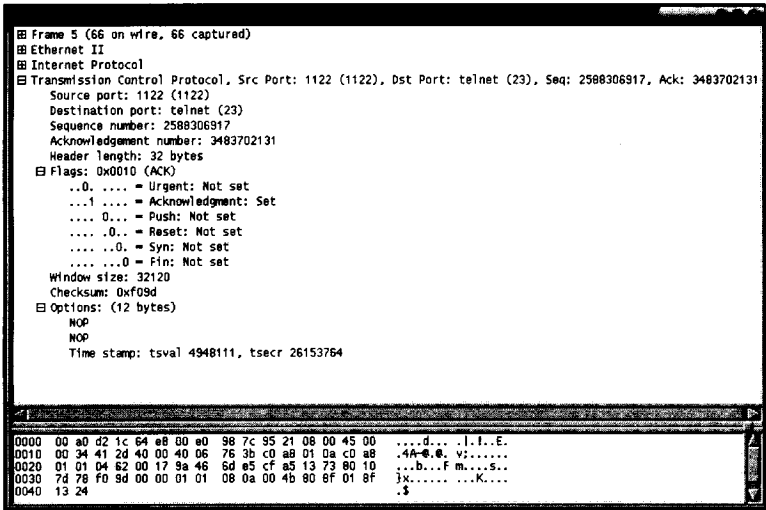 Frame 5 (66 on wire, 66 captured)
Ethernet II
Internet Protocol
Transmission Control Protocol, Src Port: 1122 (1122), Dst Port: telnet (23), Seq: 2588306917, Ack: 3483702131
Source port: 1122 (1122)
Destination port: telnet (23)
Sequence number: 2588306917
Acknowledgement number: 3483702131
Header length: 32 bytes
Flags: 0x0010 (ACK)
..0. .... = Urgent: Not set
...1 .... = Acknowledgment: Set
.... 0... = Push: Not set
.... .0.. = Reset: Not set
.... ..0. = Syn: Not set
.... ...0 = Fin: Not set
Window size: 32120
Checksum: 0xf09d
Options: (12 bytes)
NOP
NOP
Time stamp: tsval 4948111, tsecr 26153764
0000 00 a0 d2 1c 64 e8 00 e0 98 7c 95 21 08 00 45 00 ....d... .|.!..E.
0010 00 34 41 2d 40 00 40 06 76 3b c0 a8 01 0a c0 a8 .4A-@.@. v;......
0020 01 01 04 62 00 17 9a 46 6d e5 cf a5 13 73 80 10 ...b...F m....s..
0030 7d 78 f0 9d 00 00 01 01 08 0a 00 4b 80 8f 01 8f }x...... ...K....
0040 13 24 .$